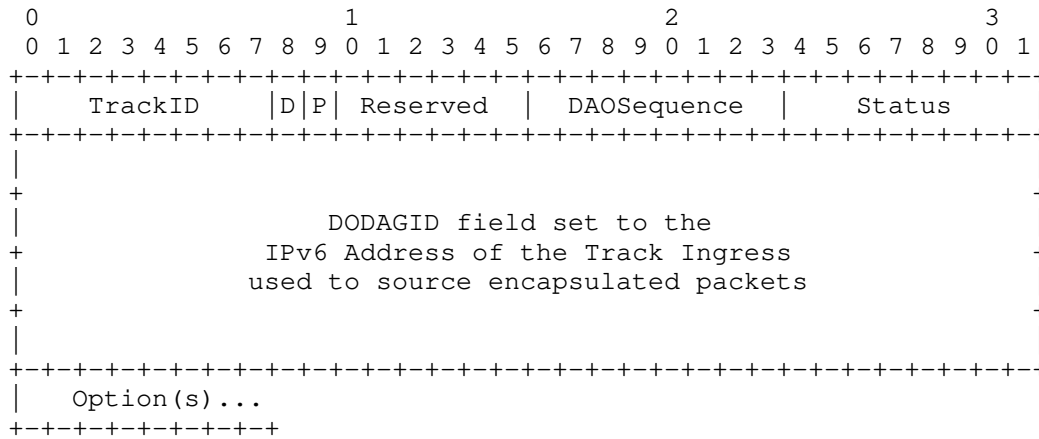 0                   1                   2                   3
 0 1 2 3 4 5 6 7 8 9 0 1 2 3 4 5 6 7 8 9 0 1 2 3 4 5 6 7 8 9 0 1
+-+-+-+-+-+-+-+-+-+-+-+-+-+-+-+-+-+-+-+-+-+-+-+-+-+-+-+-+-+-+-+--
|    TrackID    |D|P| Reserved  |  DAOSequence  |    Status
+-+-+-+-+-+-+-+-+-+-+-+-+-+-+-+-+-+-+-+-+-+-+-+-+-+-+-+-+-+-+-+--
|
+                                                               -
|                   DODAGID field set to the
+               IPv6 Address of the Track Ingress               -
|              used to source encapsulated packets
+                                                               -
|
+-+-+-+-+-+-+-+-+-+-+-+-+-+-+-+-+-+-+-+-+-+-+-+-+-+-+-+-+-+-+-+--
|   Option(s)...
+-+-+-+-+-+-+-+-+